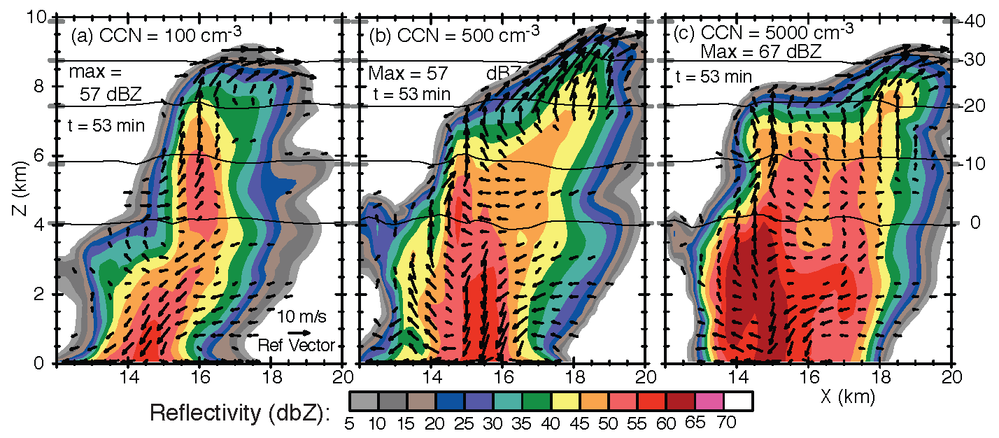 10
8
6
4
2
0
Z (km)
(a) CCN = 100 cm-3
max =
57 dBZ
t = 53 min
10 m/s
Ref Vector
(b) CCN = 500 cm-3
Max = 57 dBZ
t = 53 min
(c) CCN = 5000 cm-3
Max = 67 dBZ
t = 53 min
-40
-30
-20
-10
0
14 16 18 20 14 16 18 20 14 16 18 20
X (km)
Reflectivity (dbZ):
5 10 15 20 25 30 35 40 45 50 55 60 65 70